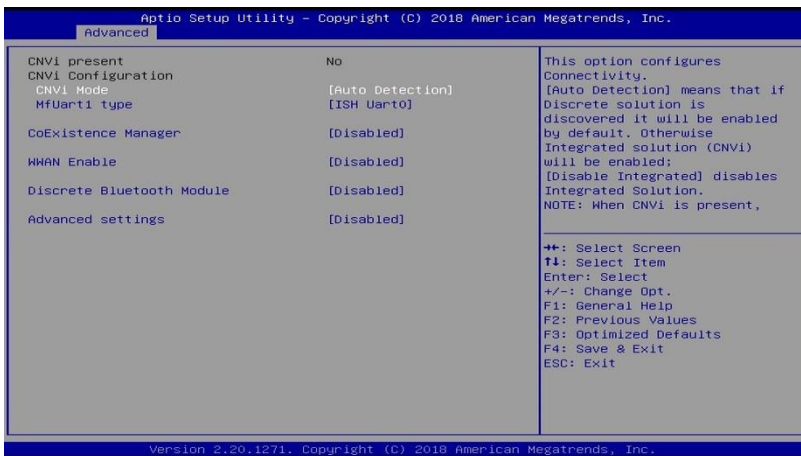 Aptio Setup Utility – Copyright (C) 2018 American Megatrends, Inc.
Advanced
CNVi present No
CNVi Configuration
CNVi Mode [Auto Detection]
MfUart1 type [ISH Uart0]
CoExistence Manager [Disabled]
WWAN Enable [Disabled]
Discrete Bluetooth Module [Disabled]
Advanced settings [Disabled]
This option configures
Connectivity.
[Auto Detection] means that if
Discrete solution is
discovered it will be enabled
by default. Otherwise
Integrated solution (CNVi)
will be enabled;
[Disable Integrated] disables
Integrated Solution.
NOTE: When CNVi is present,
→←: Select Screen
↑↓: Select Item
Enter: Select
+/-: Change Opt.
F1: General Help
F2: Previous Values
F3: Optimized Defaults
F4: Save & Exit
ESC: Exit
Version 2.20.1271. Copyright (C) 2018 American Megatrends, Inc.